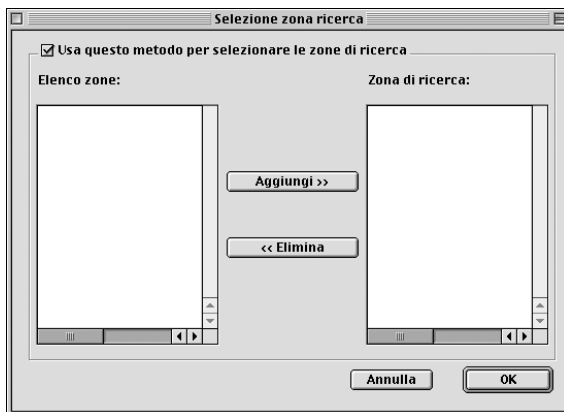 Selezione zona ricerca
Usa questo metodo per selezionare le zone di ricerca
Elenco zone:
Zona di ricerca:
Aggiungi >>
<< Elimina
Annulla
OK